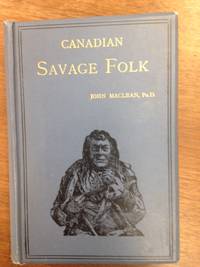 CANADIAN
SAVAGE FOLK
JOHN MACLEAN, PH.D.